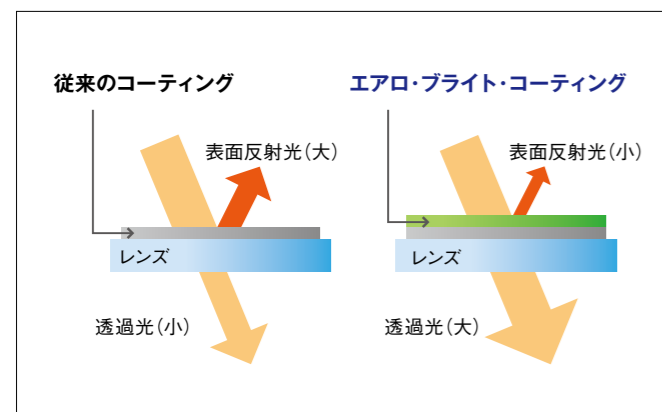 従来のコーティング
表面反射光(大)
レンズ
透過光(小)
エアロ・ブライト・コーティング
表面反射光(小)
レンズ
透過光(大)